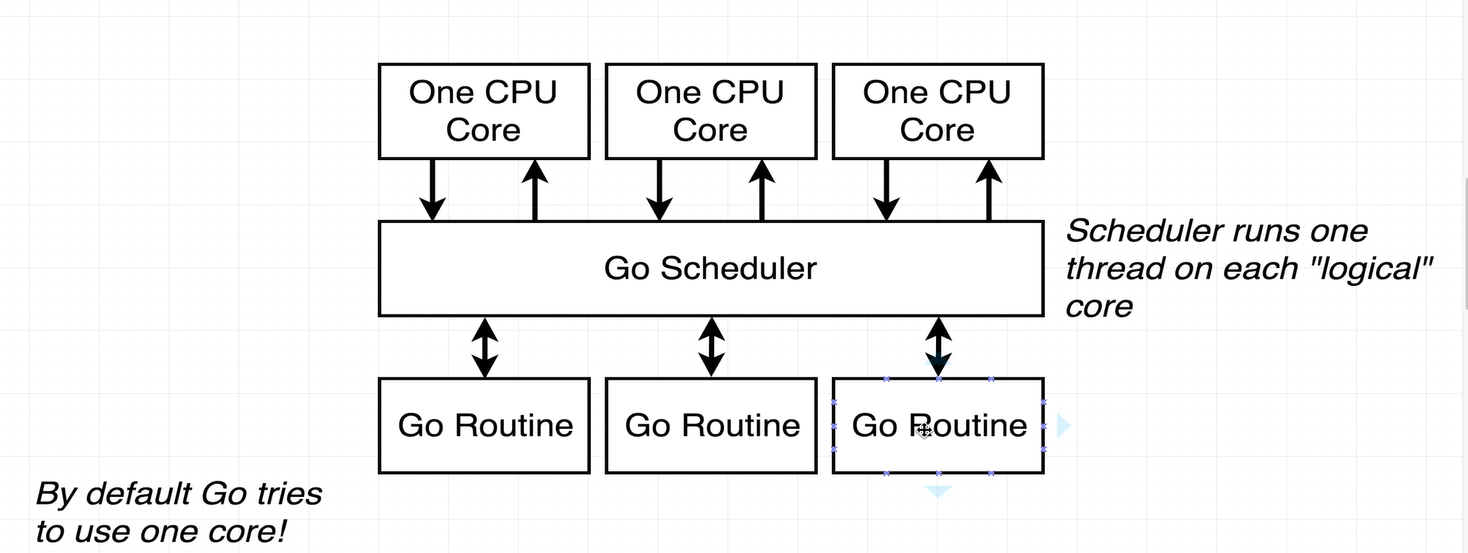 One CPU
Core
One CPU
Core
One CPU
Core
Go Scheduler
Scheduler runs one
thread on each "logical"
core
Go Routine
Go Routine
Go Routine
By default Go tries
to use one core!